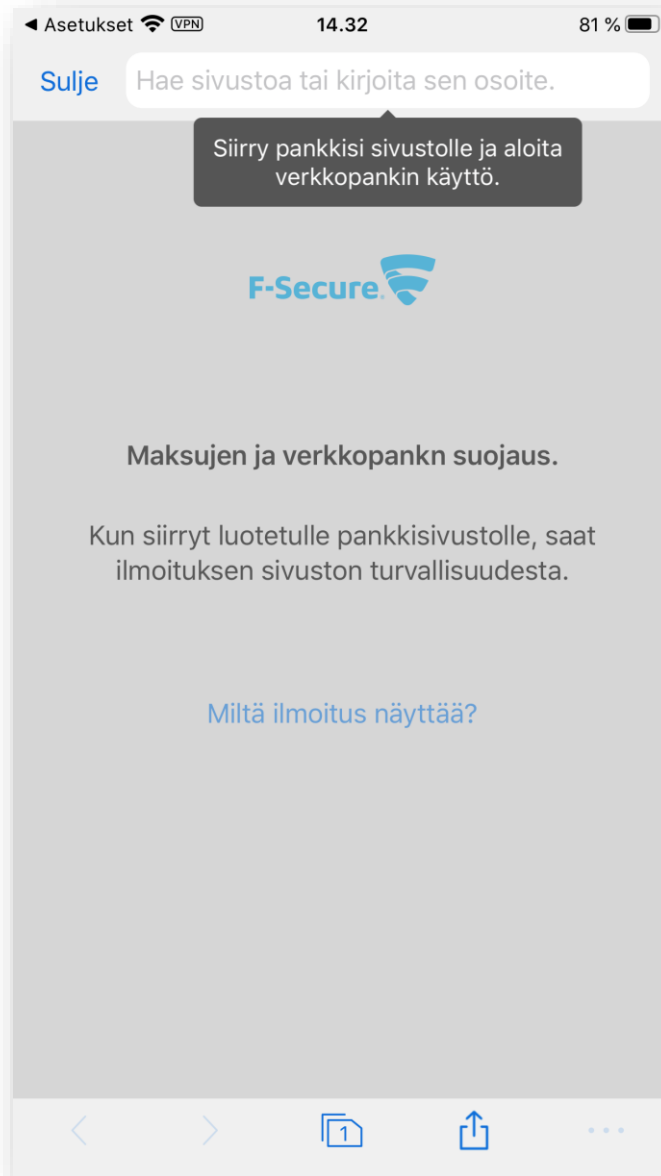 ◀ Asetukset VPN 14.32 81 %
Sulje Hae sivustoa tai kirjoita sen osoite.
Siirry pankkisi sivustolle ja aloita
verkkopankin käyttö.
F-Secure.
Maksujen ja verkkopankn suojaus.
Kun siirryt luotetulle pankkisivustolle, saat
ilmoituksen sivuston turvallisuudesta.
Miltä ilmoitus näyttää?
1